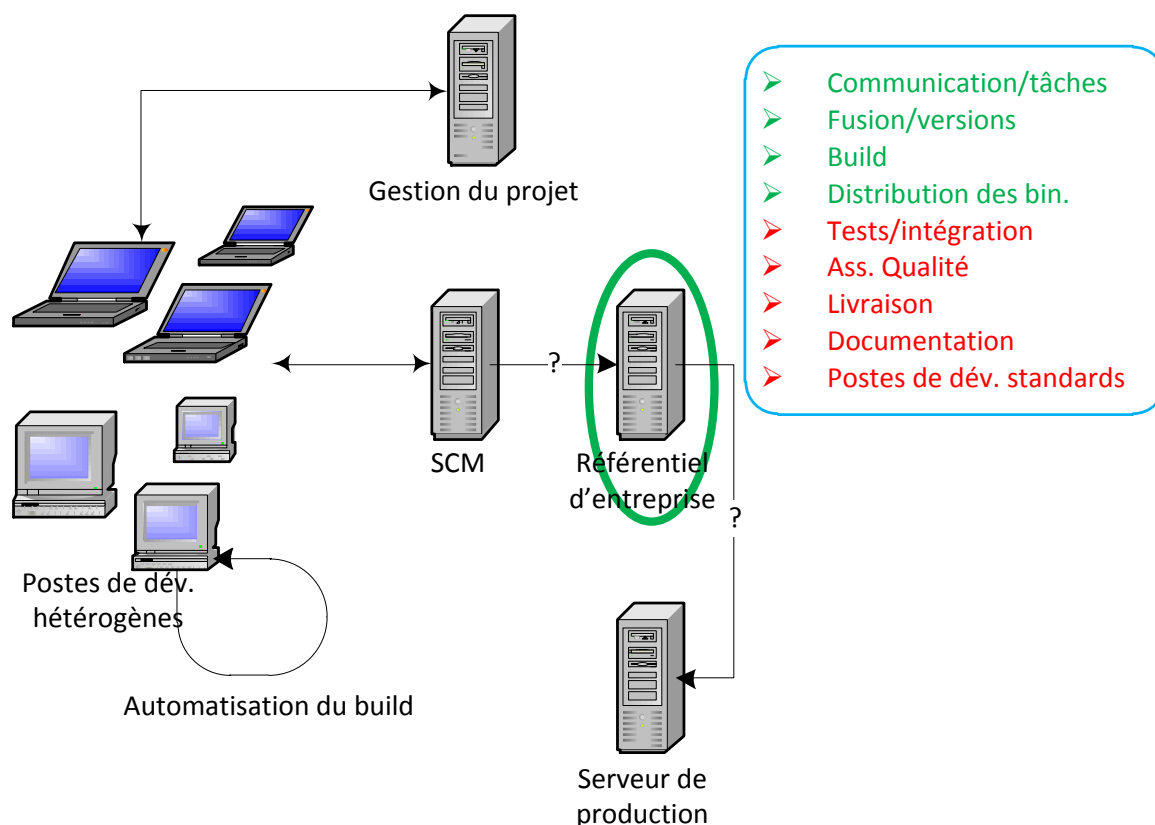 Communication/tâches
Fusion/versions
Build
Distribution des bin.
Tests/intégration
Ass. Qualité
Livraison
Documentation
Postes de dév. standards
Gestion du projet
?
SCM
Référentiel
d'entreprise
?
Postes de dév.
hétérogènes
Automatisation du build
Serveur de
production